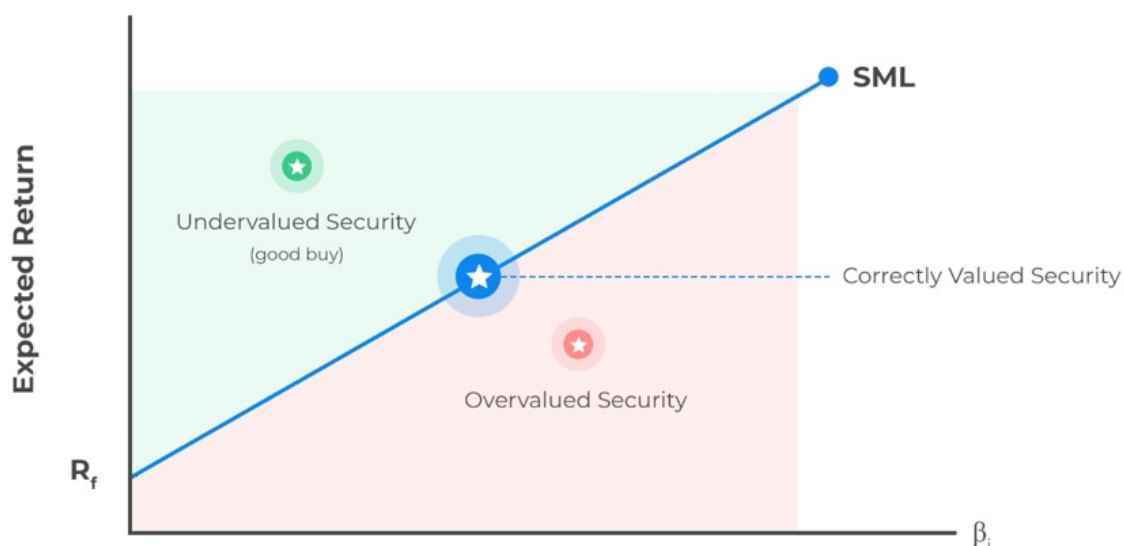 SML
Expected Return
Undervalued Security
(good buy)
Correctly Valued Security
Overvalued Security
Rf
βi